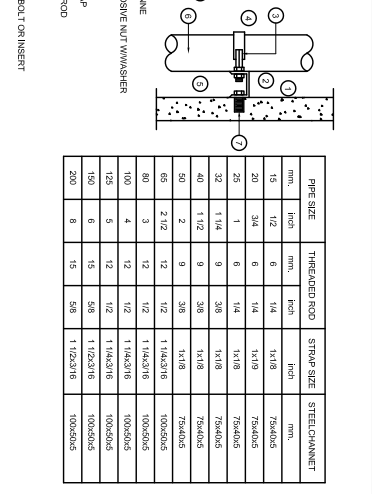 6
4
3
5
2
1
7
NNE
OSIVE NUT W/WASHER
AP
ROD
BOLT OR INSERT
PIPE SIZE THREADED ROD STRAP SIZE STEELCHANNET
mm. inch mm. inch inch mm.
15 1/2 6 1/4 1x1/8 75x40x5
20 3/4 6 1/4 1x1/9 75x40x5
25 1 6 1/4 1x1/8 75x40x5
32 1 1/4 9 3/8 1x1/8 75x40x5
40 1 1/2 9 3/8 1x1/8 75x40x5
50 2 9 3/8 1x1/8 75x40x5
65 2 1/2 12 1/2 1 1/4x3/16 100x50x5
80 3 12 1/2 1 1/4x3/16 100x50x5
100 4 12 1/2 1 1/4x3/16 100x50x5
125 5 12 1/2 1 1/4x3/16 100x50x5
150 6 15 5/8 1 1/2x3/16 100x50x5
200 8 15 5/8 1 1/2x3/16 100x50x5